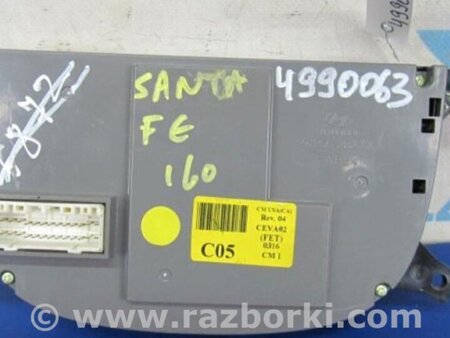 SANTA
FE
160
4990063
C05
CM USA(CA)
Rev. 04
CEVA02
(FET)
0316
CM 1
www.razborki.com